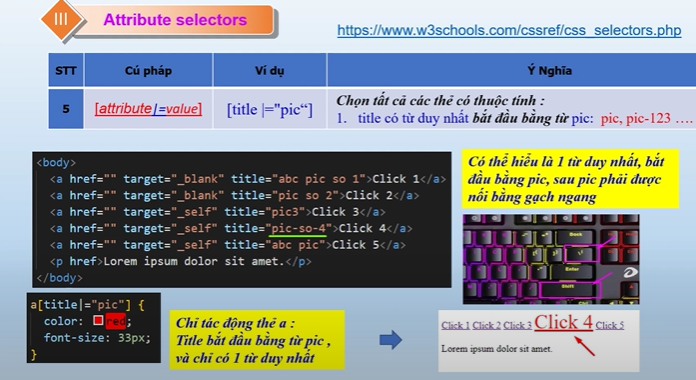 III
Attribute selectors
https://www.w3schools.com/cssref/css_selectors.php
STT Cú pháp Ví dụ Ý Nghĩa
5 [attribute|=value] [title |="pic“] Chọn tất cả các thẻ có thuộc tính :
1. title có từ duy nhất bắt đầu bằng từ pic: pic, pic-123 ....
<body>
<a href="" target="_blank" title="abc pic so 1">Click 1</a>
<a href="" target="_blank" title="pic so 2">Click 2</a>
<a href="" target="_self" title="pic3">Click 3</a>
<a href="" target="_self" title="pic-so-4">Click 4</a>
<a href="" target="_self" title="abc pic">Click 5</a>
<p href>Lorem ipsum dolor sit amet.</p>
</body>
Có thể hiểu là 1 từ duy nhất, bắt
đầu bằng pic, sau pic phải được
nối bằng gạch ngang
Enter
Shift
a[title|="pic"] {
color: red;
font-size: 33px;
}
Chỉ tác động thẻ a :
Title bắt đầu bằng từ pic ,
và chỉ có 1 từ duy nhất
Click 1 Click 2 Click 3 Click 4 Click 5
Lorem ipsum dolor sit amet.